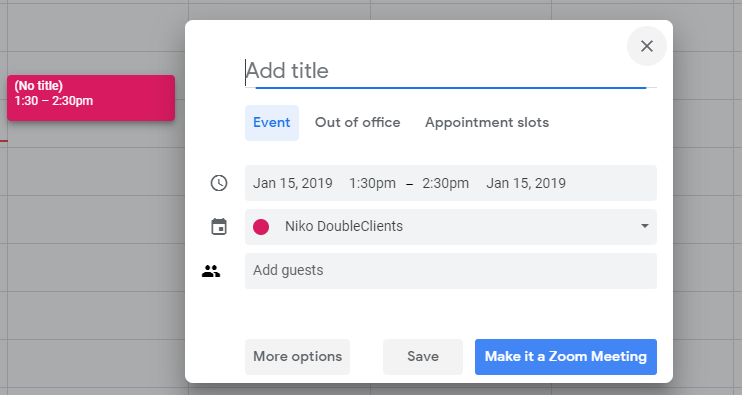 (No title)
1:30 – 2:30pm
Add title
Event Out of office Appointment slots
Jan 15, 2019 1:30pm – 2:30pm Jan 15, 2019
Niko DoubleClients
Add guests
More options Save Make it a Zoom Meeting